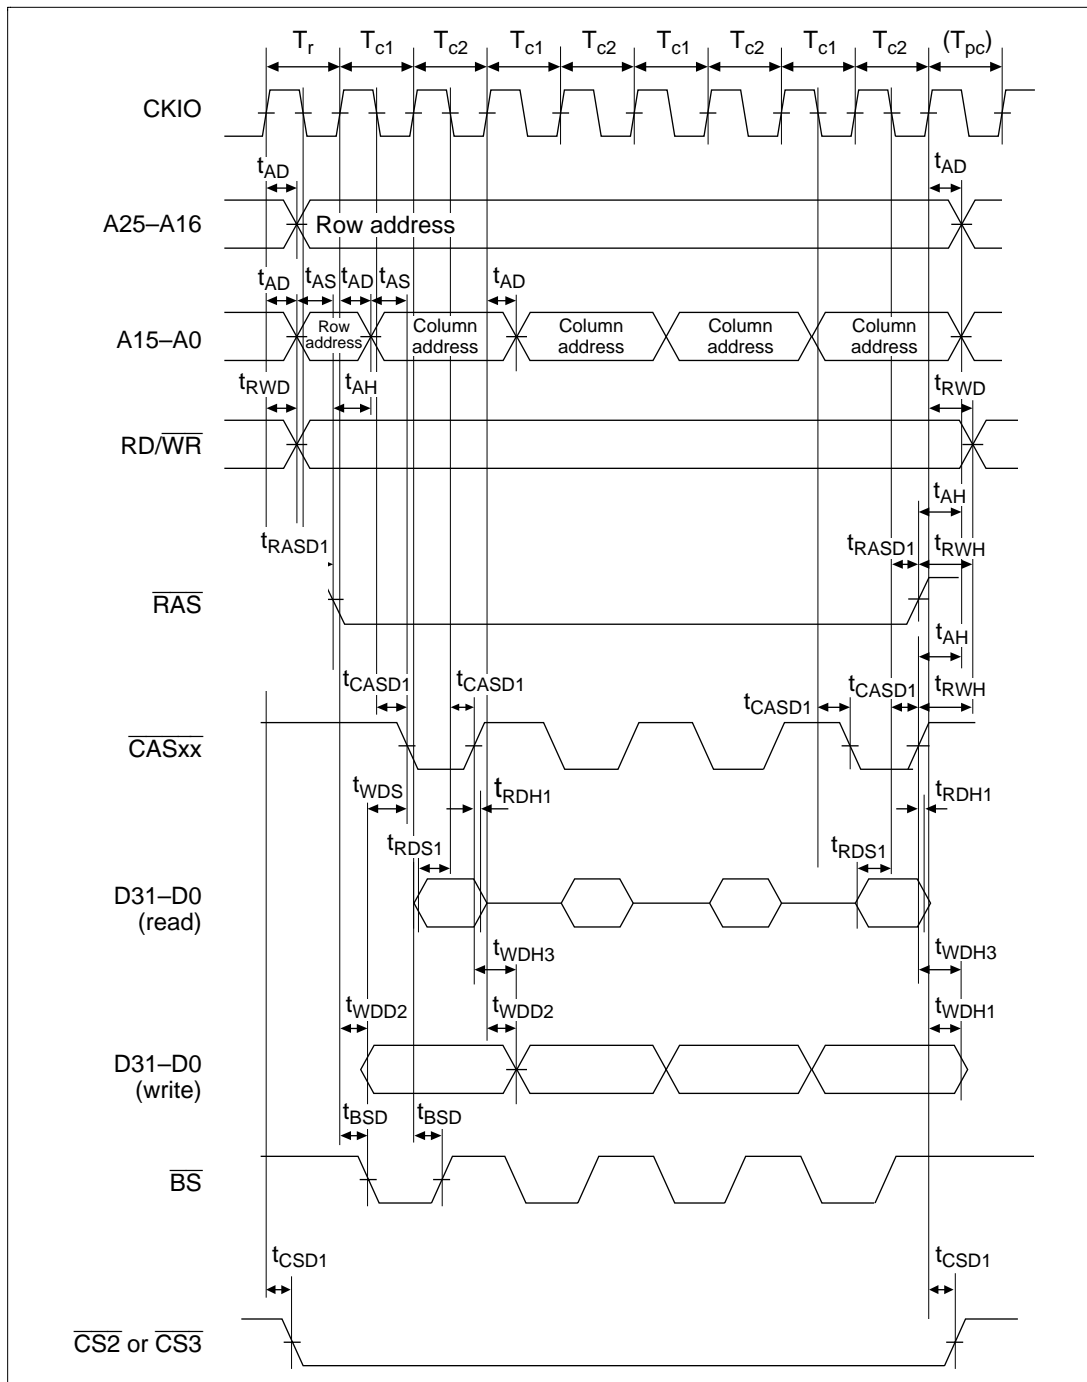 Tr Tc1 Tc2 Tc1 Tc2 Tc1 Tc2 Tc1 Tc2 (Tpc)
CKIO
tAD tAD
A25–A16 Row address
tAD tAS tAD tAS tAD
A15–A0 Row address Column address Column address Column address Column address
tRWD tAH tRWD
RD/WR
tAH
tRASD1 tRASD1 tRWH
RAS
tAH
tCASD1 tCASD1 tCASD1 tCASD1 tRWH
CASxx
tWDS tRDH1 tRDH1
tRDS1 tRDS1
D31–D0
(read)
tWDH3 tWDH3
tWDD2 tWDD2 tWDH1
D31–D0
(write)
tBSD tBSD
BS
tCSD1 tCSD1
CS2 or CS3